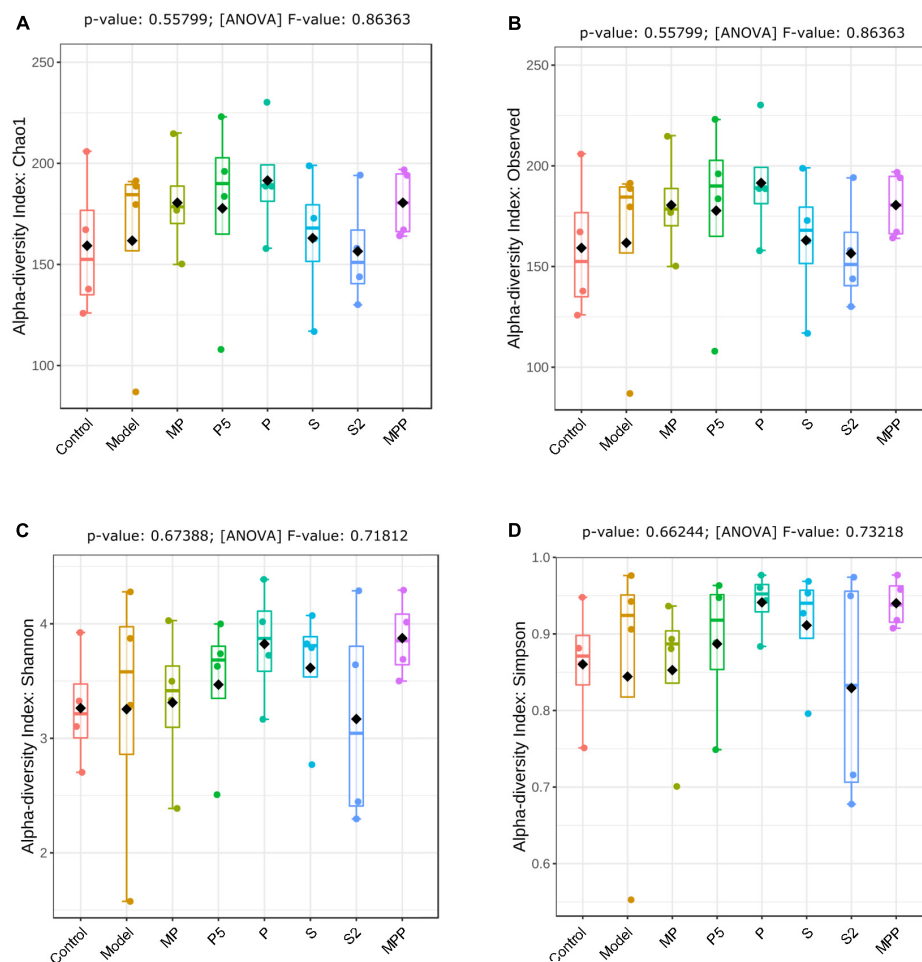 A
p-value: 0.55799; [ANOVA] F-value: 0.86363
Alpha-diversity Index: Chao1
250
200
150
100
Control
Model
MP
P5
P
S
S2
MPP
B
p-value: 0.55799; [ANOVA] F-value: 0.86363
Alpha-diversity Index: Observed
250
200
150
100
Control
Model
MP
P5
P
S
S2
MPP
C
p-value: 0.67388; [ANOVA] F-value: 0.71812
Alpha-diversity Index: Shannon
4
3
2
Control
Model
MP
P5
P
S
S2
MPP
D
p-value: 0.66244; [ANOVA] F-value: 0.73218
Alpha-diversity Index: Simpson
1.0
0.9
0.8
0.7
0.6
Control
Model
MP
P5
P
S
S2
MPP